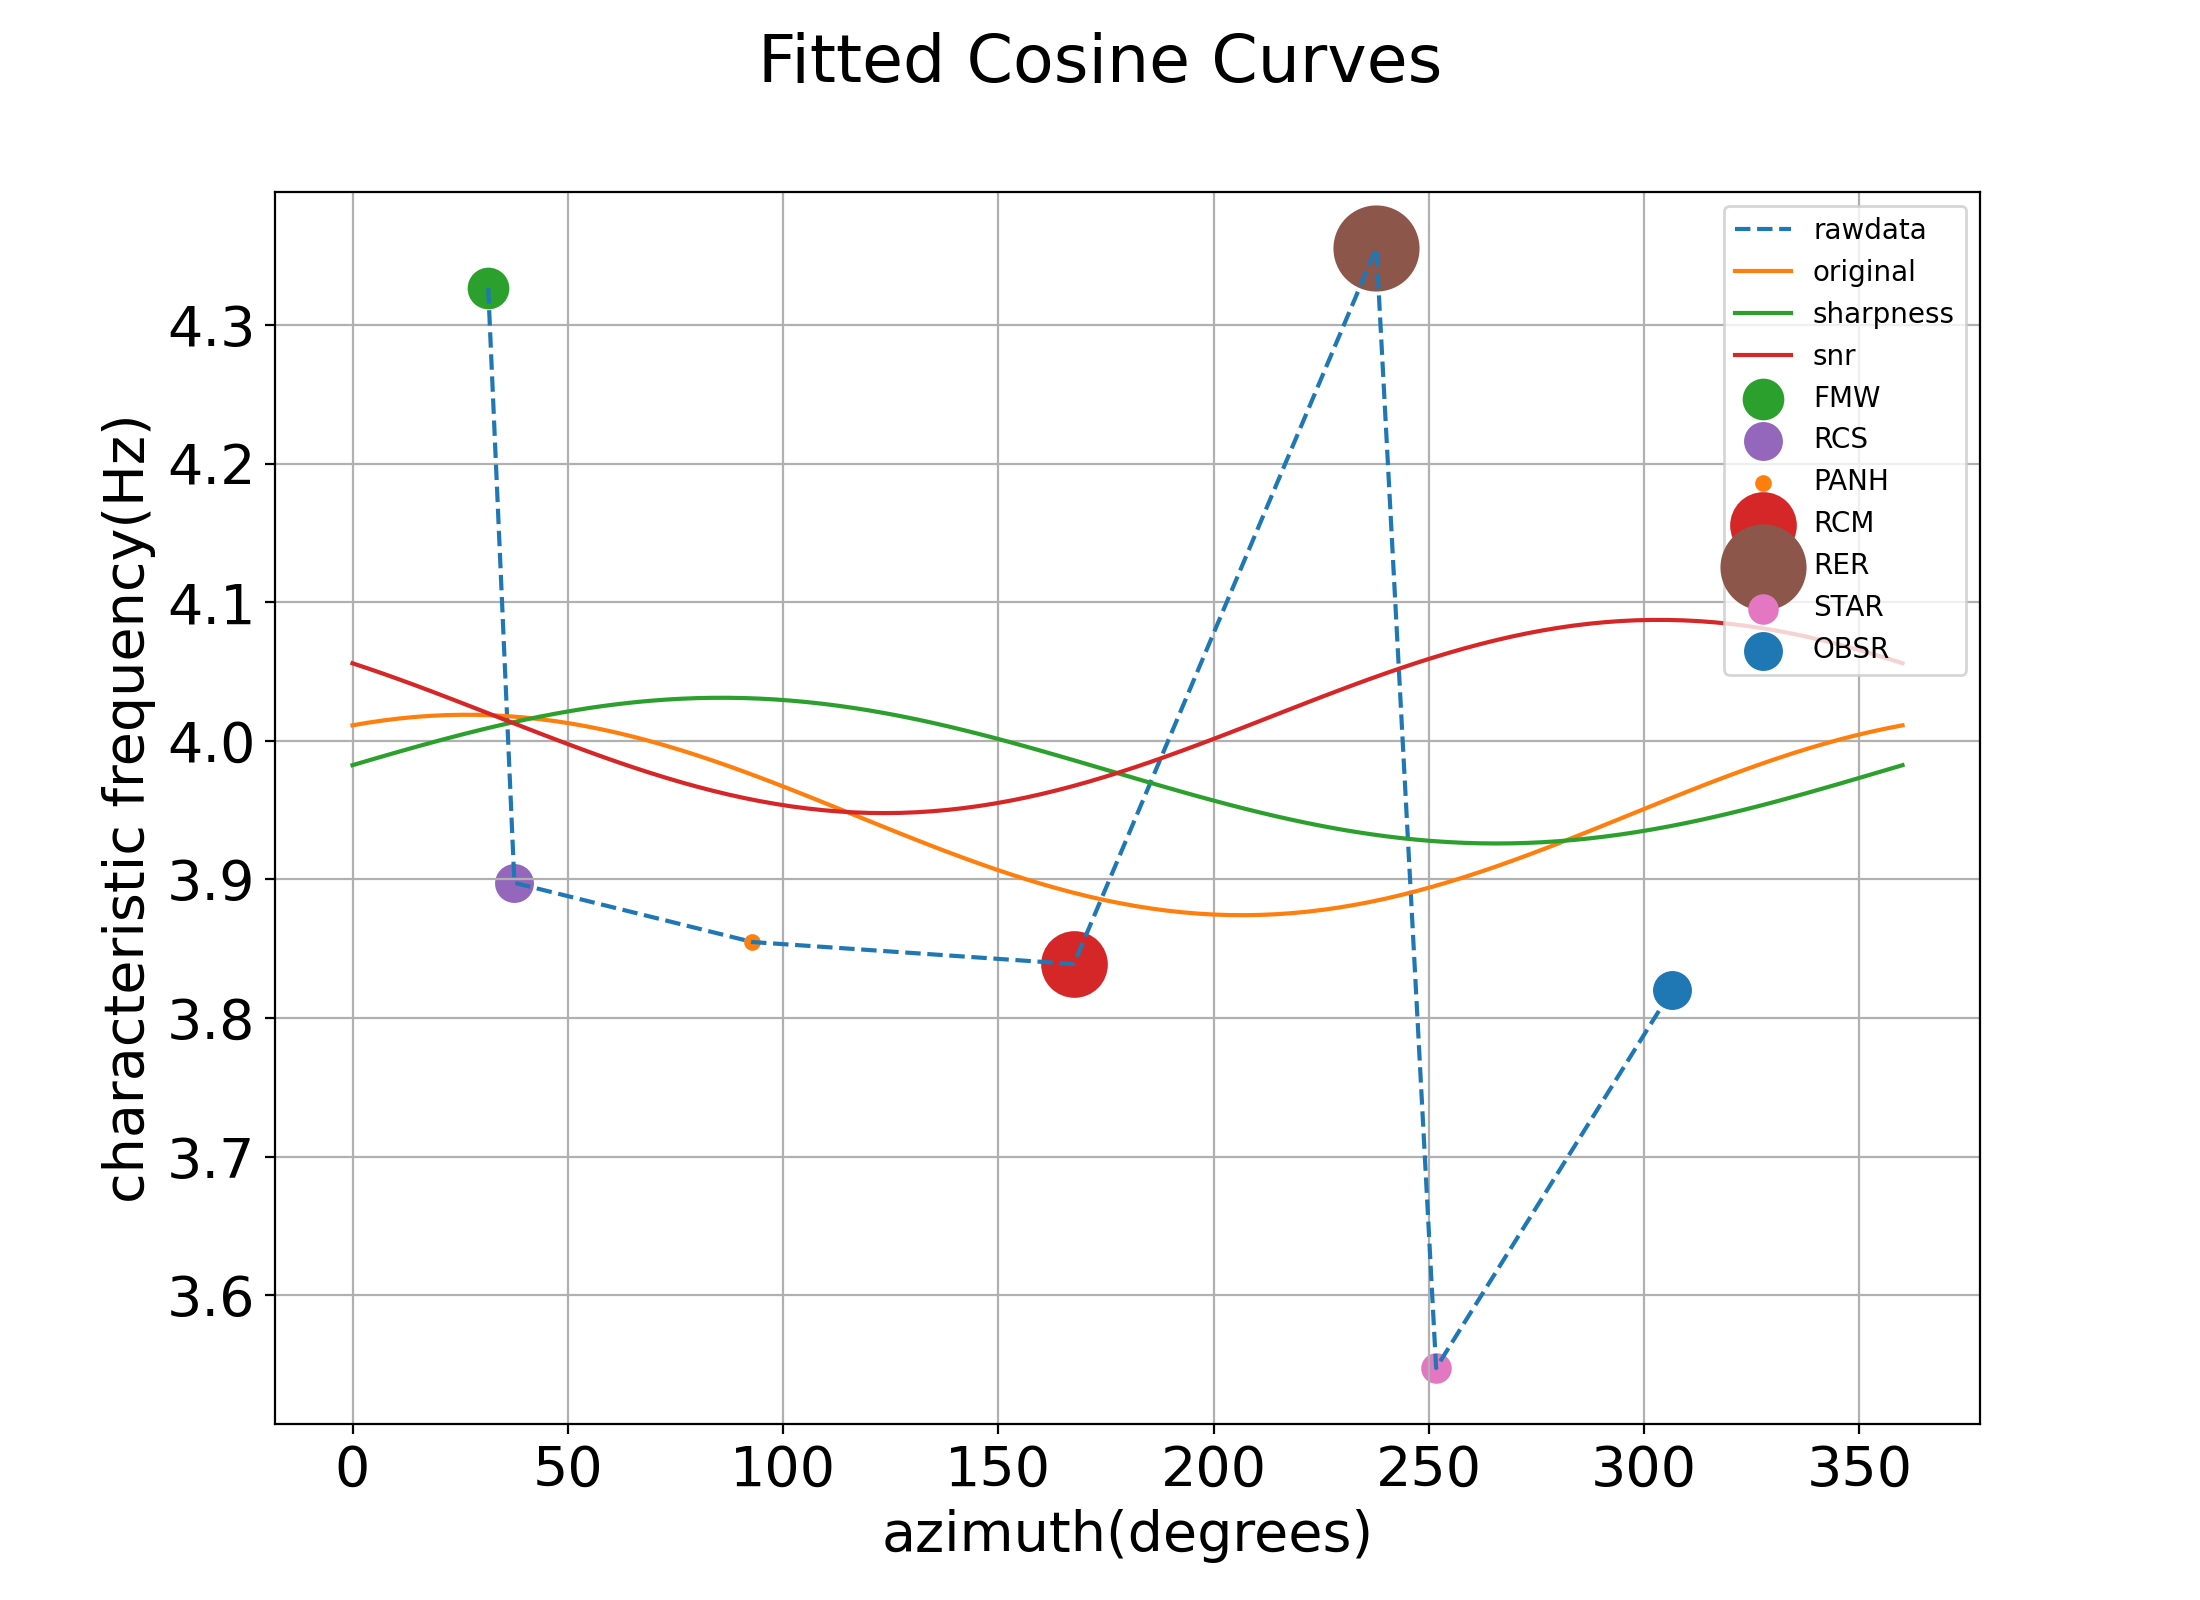 Fitted Cosine Curves
rawdata
original
sharpness
snr
FMW
RCS
PANH
RCM
RER
STAR
OBSR
characteristic frequency(Hz)
4.3
4.2
4.1
4.0
3.9
3.8
3.7
3.6
0 50 100 150 200 250 300 350
azimuth(degrees)